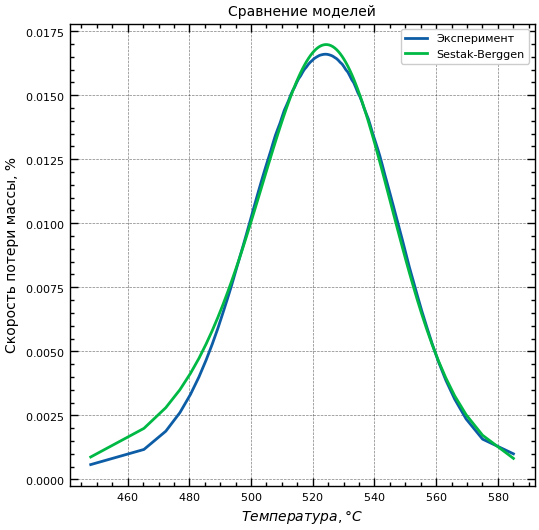 Сравнение моделей
Эксперимент
Sestak-Berggen
Скорость потери массы, %
0.0175
0.0150
0.0125
0.0100
0.0075
0.0050
0.0025
0.0000
460 480 500 520 540 560 580
Температура, °C